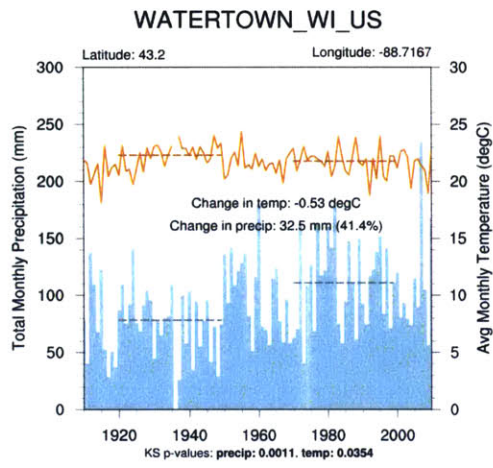 WATERTOWN_WI_US
Latitude: 43.2 Longitude: -88.7167
Total Monthly Precipitation (mm)
300
250
200
150
100
50
0
Change in temp: -0.53 degC
Change in precip: 32.5 mm (41.4%)
30
25
20
15
10
5
0
Avg Monthly Temperature (degC)
1920 1940 1960 1980 2000
KS p-values: precip: 0.0011, temp: 0.0354